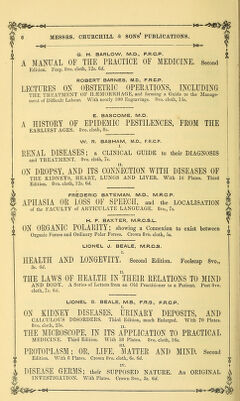 6 MESSRS. CHURCHILL & SONS' PUBLICATIONS.
G. H. BARLOW, M.D., F.R.C.P.
A MANUAL OF THE PRACTICE OF MEDICINE. Second
Edition. Fcap. 8vo. cloth, 12s. 6d.
ROBERT BARNES, M.D., F.R.C.P.
LECTURES ON OBSTETRIC OPERATIONS, INCLUDING
THE TREATMENT OF HÆMORRHAGE, and forming a Guide to the Manage-
ment of Difficult Labour. With nearly 100 Engravings. 8vo. cloth, 15s.
E. BASCOME, M.D.
A HISTORY OF EPIDEMIC PESTILENCES, FROM THE
EARLIEST AGES. 8vo. cloth, 8s.
W. R. BASHAM, M.D., F.R.C.P.
I.
RENAL DISEASES; a CLINICAL GUIDE to their DIAGNOSIS
and TREATMENT. 8vo. cloth, 7s.
II.
ON DROPSY, AND ITS CONNECTION WITH DISEASES OF
THE KIDNEYS, HEART, LUNGS AND LIVER. With 16 Plates. Third
Edition. 8vo. cloth, 12s. 6d.
FREDERIC BATEMAN, M.D., M.R.C.P.
APHASIA OR LOSS OF SPEECH, and the LOCALISATION
of the FACULTY OF ARTICULATE LANGUAGE. 8vo., 7s.
H. F. BAXTER, M.R.C.S.L.
ON ORGANIC POLARITY; showing a Connexion to exist between
Organic Forces and Ordinary Polar Forces. Crown 8vo. cloth, 5s.
LIONEL J. BEALE, M.R.C.S.
I.
HEALTH AND LONGEVITY. Second Edition. Foolscap 8vo.,
3s. 6d.
II.
THE LAWS OF HEALTH IN THEIR RELATIONS TO MIND
AND BODY. A Series of Letters from an Old Practitioner to a Patient. Post 8vo.
cloth, 7s. 6d.
LIONEL S. BEALE, M.B., F.R.S., F.R.C.P.
I.
ON KIDNEY DISEASES, URINARY DEPOSITS, AND
CALCULOUS DISORDERS. Third Edition, much Enlarged. With 70 Plates.
8vo. cloth, 25s.
II.
THE MICROSCOPE, IN ITS APPLICATION TO PRACTICAL
MEDICINE. Third Edition. With 58 Plates. 8vo. cloth, 16s.
III.
PROTOPLASM; OR, LIFE, MATTER AND MIND. Second
Edition. With 8 Plates. Crown 8vo. cloth, 6s. 6d.
IV.
DISEASE GERMS; their SUPPOSED NATURE. AN ORIGINAL
INVESTIGATION. With Plates. Crown 8vo., 3s. 6d.